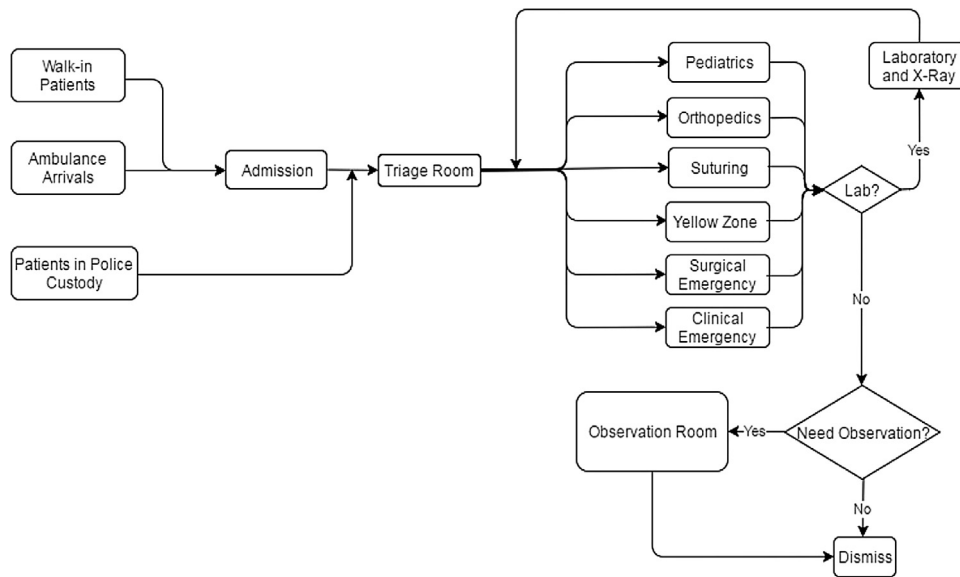 Walk-in
Patients
Ambulance
Arrivals
Patients in Police
Custody
Admission
Triage Room
Pediatrics
Orthopedics
Suturing
Yellow Zone
Surgical
Emergency
Clinical
Emergency
Laboratory
and X-Ray
Yes
Lab?
No
Need Observation?
Yes
Observation Room
No
Dismiss